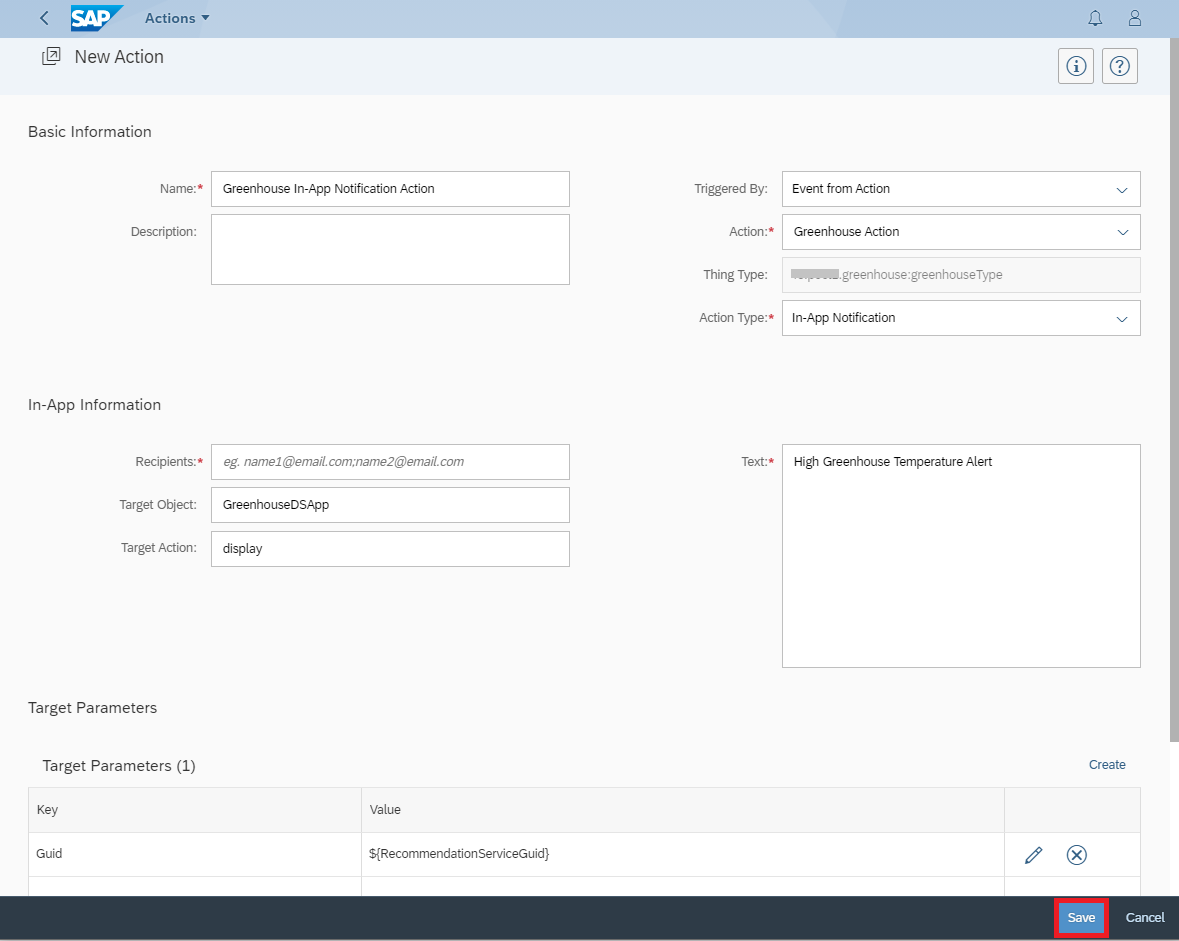 SAP Actions
New Action
Basic Information
Name:* Greenhouse In-App Notification Action
Description:
Triggered By: Event from Action
Action:* Greenhouse Action
Thing Type: .greenhouse:greenhouseType
Action Type:* In-App Notification
In-App Information
Recipients:* eg. name1@email.com;name2@email.com
Target Object: GreenhouseDSApp
Target Action: display
Text:* High Greenhouse Temperature Alert
Target Parameters
Target Parameters (1) Create
Key Value
Guid ${RecommendationServiceGuid}
Save Cancel